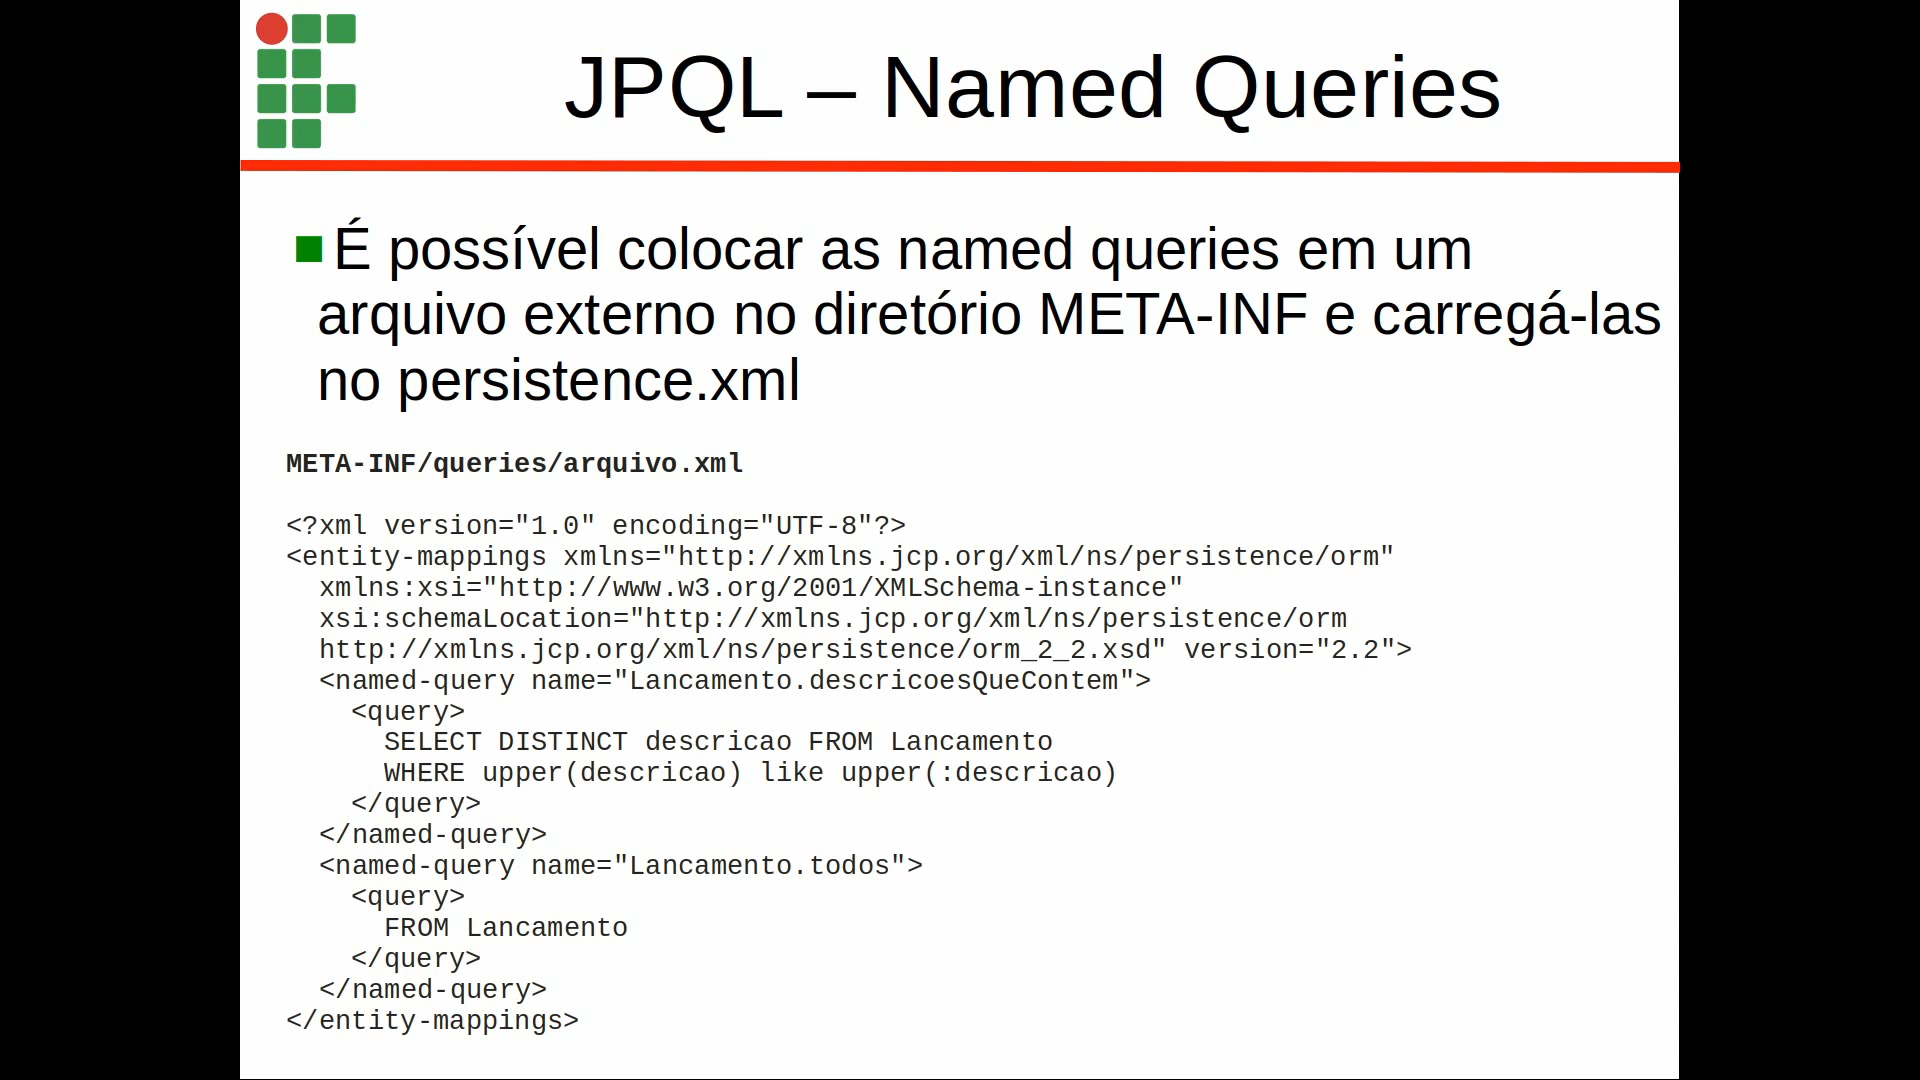 JPQL – Named Queries
É possível colocar as named queries em um
arquivo externo no diretório META-INF e carregá-las
no persistence.xml
META-INF/queries/arquivo.xml
<?xml version="1.0" encoding="UTF-8"?>
<entity-mappings xmlns="http://xmlns.jcp.org/xml/ns/persistence/orm"
  xmlns:xsi="http://www.w3.org/2001/XMLSchema-instance"
  xsi:schemaLocation="http://xmlns.jcp.org/xml/ns/persistence/orm
  http://xmlns.jcp.org/xml/ns/persistence/orm_2_2.xsd" version="2.2">
  <named-query name="Lancamento.descricoesQueContem">
    <query>
      SELECT DISTINCT descricao FROM Lancamento
      WHERE upper(descricao) like upper(:descricao)
    </query>
  </named-query>
  <named-query name="Lancamento.todos">
    <query>
      FROM Lancamento
    </query>
  </named-query>
</entity-mappings>